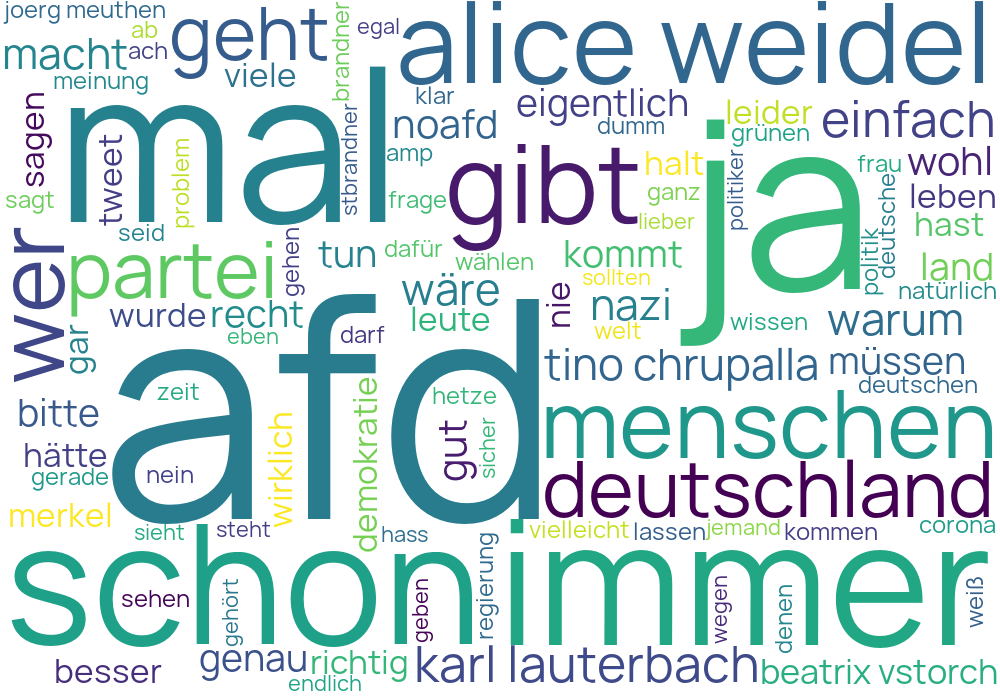 joerg meuthen
ab
egal
macht
ach
geht
brandner
alice weidel
meinung
viele
klar
eigentlich
leider
einfach
sagen
mal
noafd
dumm
grünen
tweet
problem
stbrandner
amp
gibt
halt
politiker
ja
frau
wohl
sagt
frage
ganz
deutscher
leben
seid
lieber
hast
wer
partei
gehen
tun
dafür
wählen
kommt
politik
land
sollten
natürlich
wäre
nie
nazi
wurde
recht
leute
welt
wissen
warum
gar
eben
darf
afd
tino chrupalla
müssen
zeit
demokratie
hetze
deutschen
bitte
wirklich
gut
sicher
menschen
hätte
gerade
nein
deutschland
merkel
sieht
steht
hass
vielleicht
lassen
jemand
kommen
corona
schon
immer
sehen
gehört
geben
regierung
wegen
denen
weiß
besser
genau
richtig
karl lauterbach
beatrix vstorch
endlich